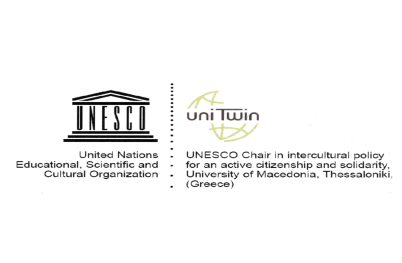 UNESCO
United Nations
Educational, Scientific and
Cultural Organization
uniTwin
UNESCO Chair in intercultural policy
for an active citizenship and solidarity,
University of Macedonia, Thessaloniki,
(Greece)